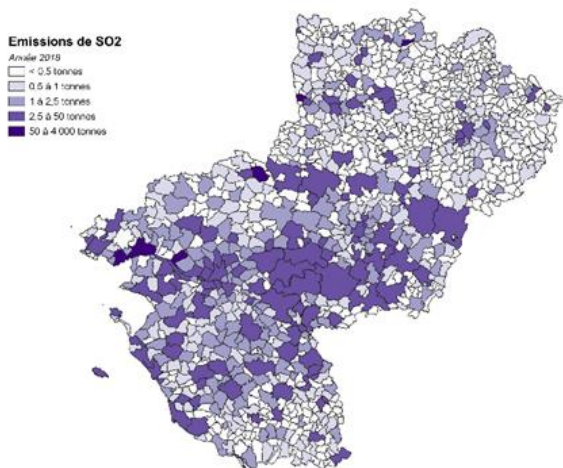 Emissions de SO2
Année 2018
< 0,5 tonnes
0,5 à 1 tonnes
1 à 2,5 tonnes
2,5 à 50 tonnes
50 à 4 000 tonnes